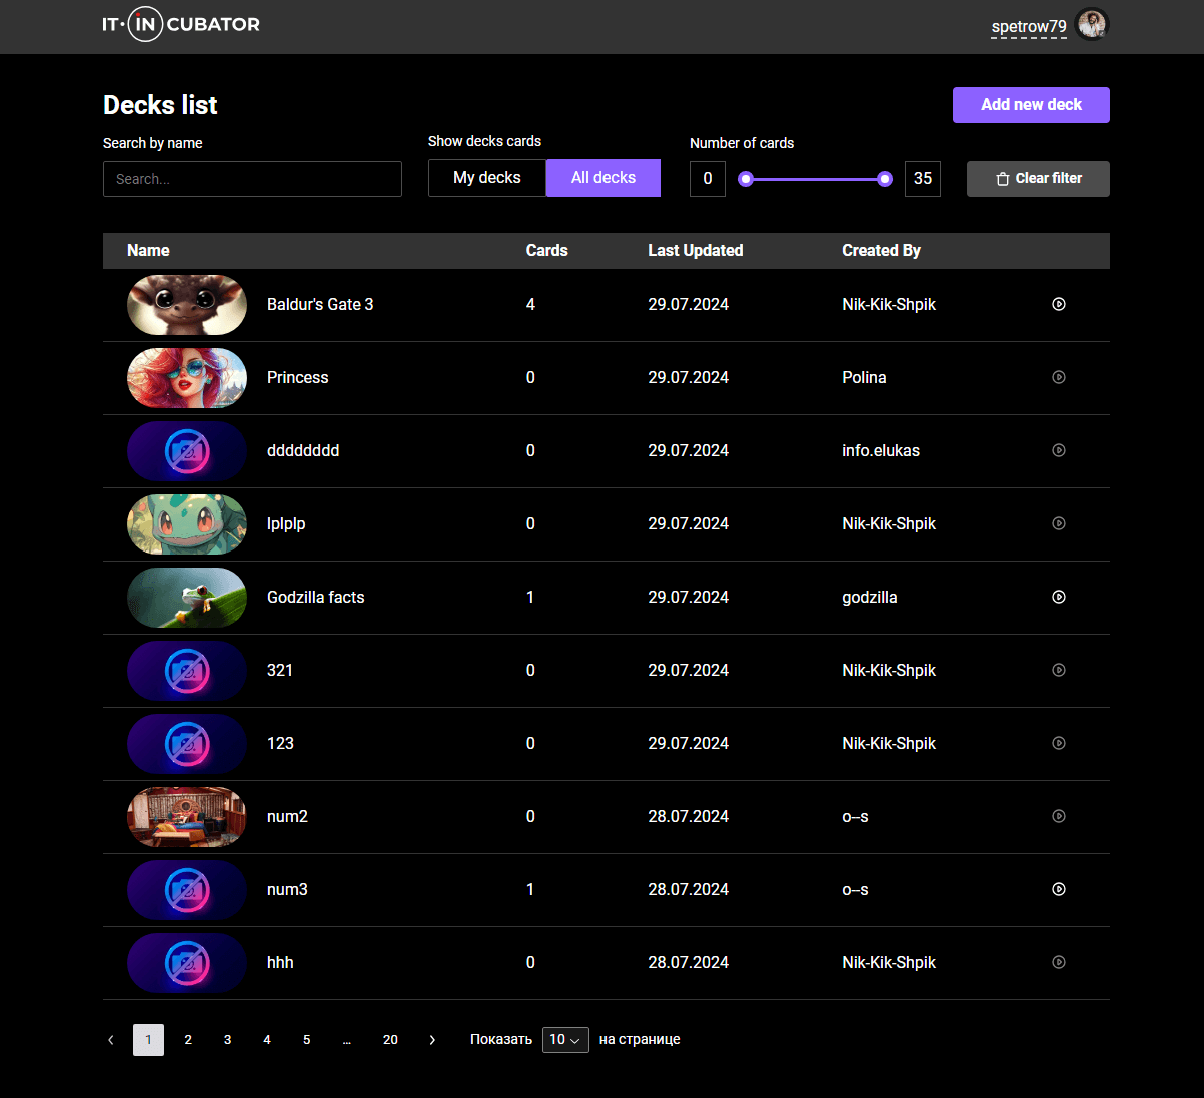 IT·INCUBATOR
spetrow79
Decks list
Add new deck
Search by name
Show decks cards
Number of cards
Search...
My decks
All decks
0
35
Clear filter
Name Cards Last Updated Created By
Baldur's Gate 3 4 29.07.2024 Nik-Kik-Shpik
Princess 0 29.07.2024 Polina
dddddddd 0 29.07.2024 info.elukas
lplplp 0 29.07.2024 Nik-Kik-Shpik
Godzilla facts 1 29.07.2024 godzilla
321 0 29.07.2024 Nik-Kik-Shpik
123 0 29.07.2024 Nik-Kik-Shpik
num2 0 28.07.2024 o--s
num3 1 28.07.2024 o--s
hhh 0 28.07.2024 Nik-Kik-Shpik
1 2 3 4 5 ... 20 Показать 10 на странице